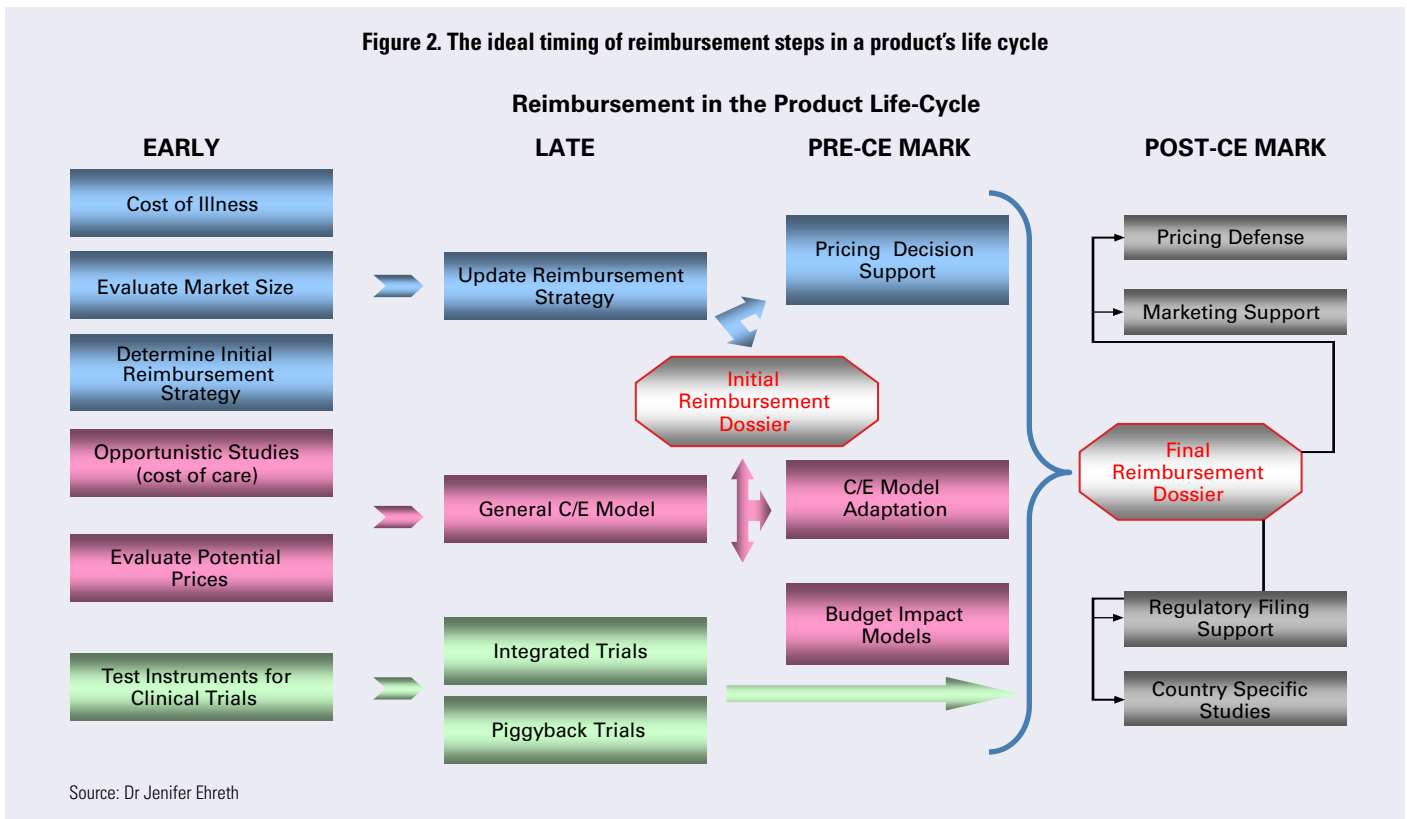 Figure 2. The ideal timing of reimbursement steps in a product's life cycle
Reimbursement in the Product Life-Cycle
EARLY
Cost of Illness
Evaluate Market Size
Determine Initial
Reimbursement
Strategy
Opportunistic Studies
(cost of care)
Evaluate Potential
Prices
Test Instruments for
Clinical Trials
LATE
Update Reimbursement
Strategy
Initial
Reimbursement
Dossier
General C/E Model
Integrated Trials
Piggyback Trials
PRE-CE MARK
Pricing Decision
Support
C/E Model
Adaptation
Budget Impact
Models
POST-CE MARK
Pricing Defense
Marketing Support
Final
Reimbursement
Dossier
Regulatory Filing
Support
Country Specific
Studies
Source: Dr Jenifer Ehreth